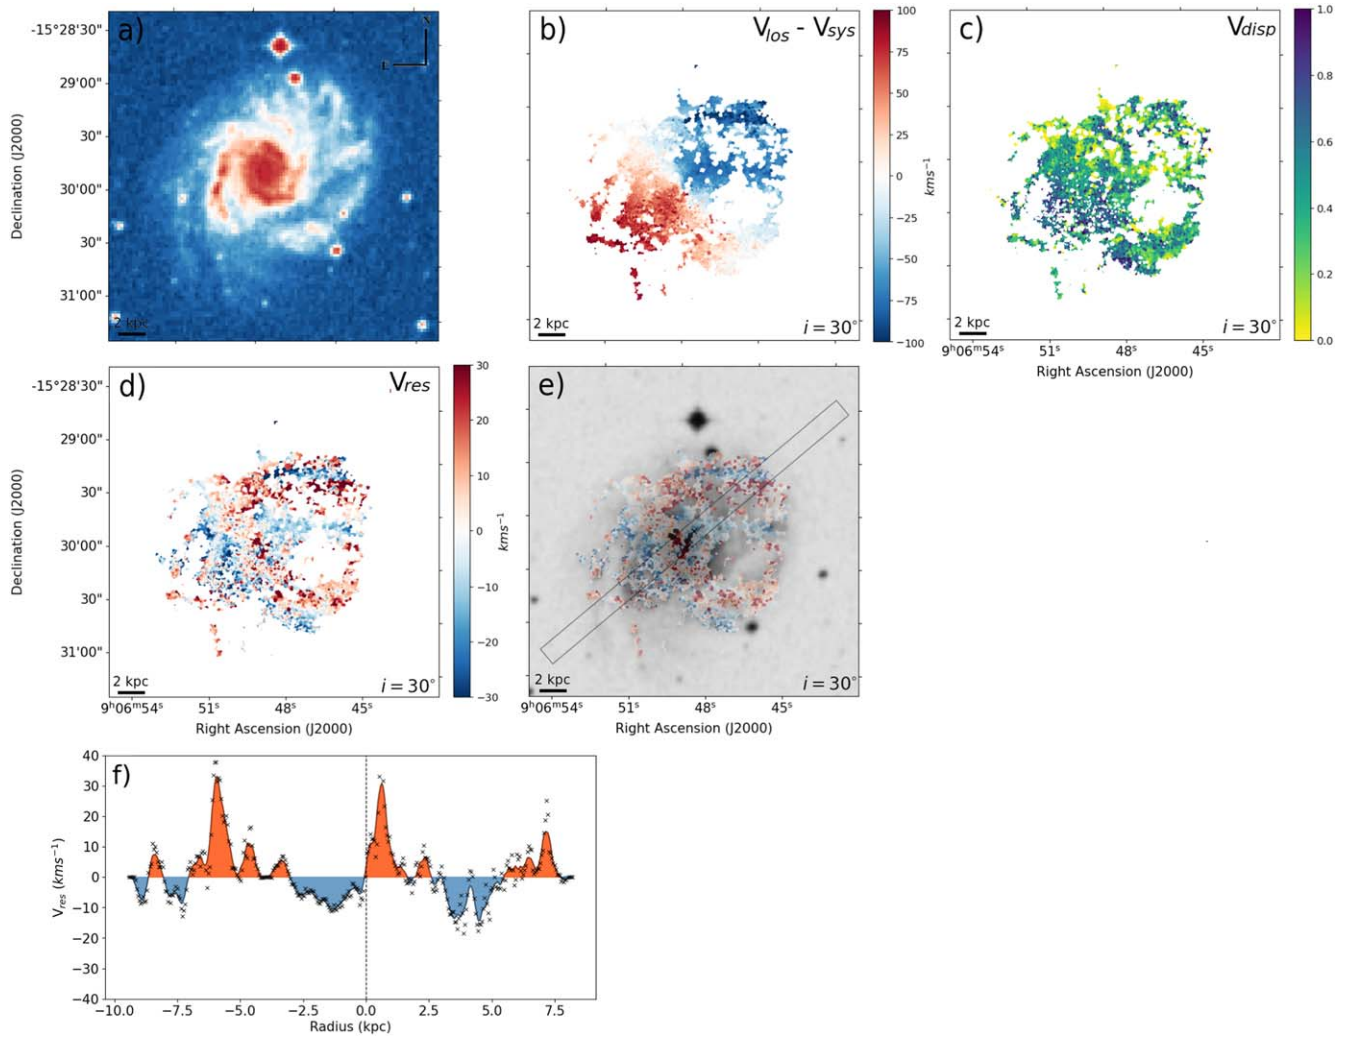 a)
N
E
-15°28'30"
29'00"
30"
30'00"
30"
31'00"
Declination (J2000)
2 kpc
b)
V_los - V_sys
2 kpc
i = 30°
100
75
50
25
0
−25
−50
−75
−100
kms⁻¹
c)
V_disp
2 kpc
i = 30°
9ʰ06ᵐ54ˢ
51ˢ
48ˢ
45ˢ
Right Ascension (J2000)
1.0
0.8
0.6
0.4
0.2
0.0
d)
V_res
-15°28'30"
29'00"
30"
30'00"
30"
31'00"
Declination (J2000)
2 kpc
i = 30°
9ʰ06ᵐ54ˢ
51ˢ
48ˢ
45ˢ
Right Ascension (J2000)
30
20
10
0
−10
−20
−30
kms⁻¹
e)
2 kpc
i = 30°
9ʰ06ᵐ54ˢ
51ˢ
48ˢ
45ˢ
Right Ascension (J2000)
f)
40
30
20
10
0
−10
−20
−30
−40
V_res (kms⁻¹)
−10.0
−7.5
−5.0
−2.5
0.0
2.5
5.0
7.5
Radius (kpc)